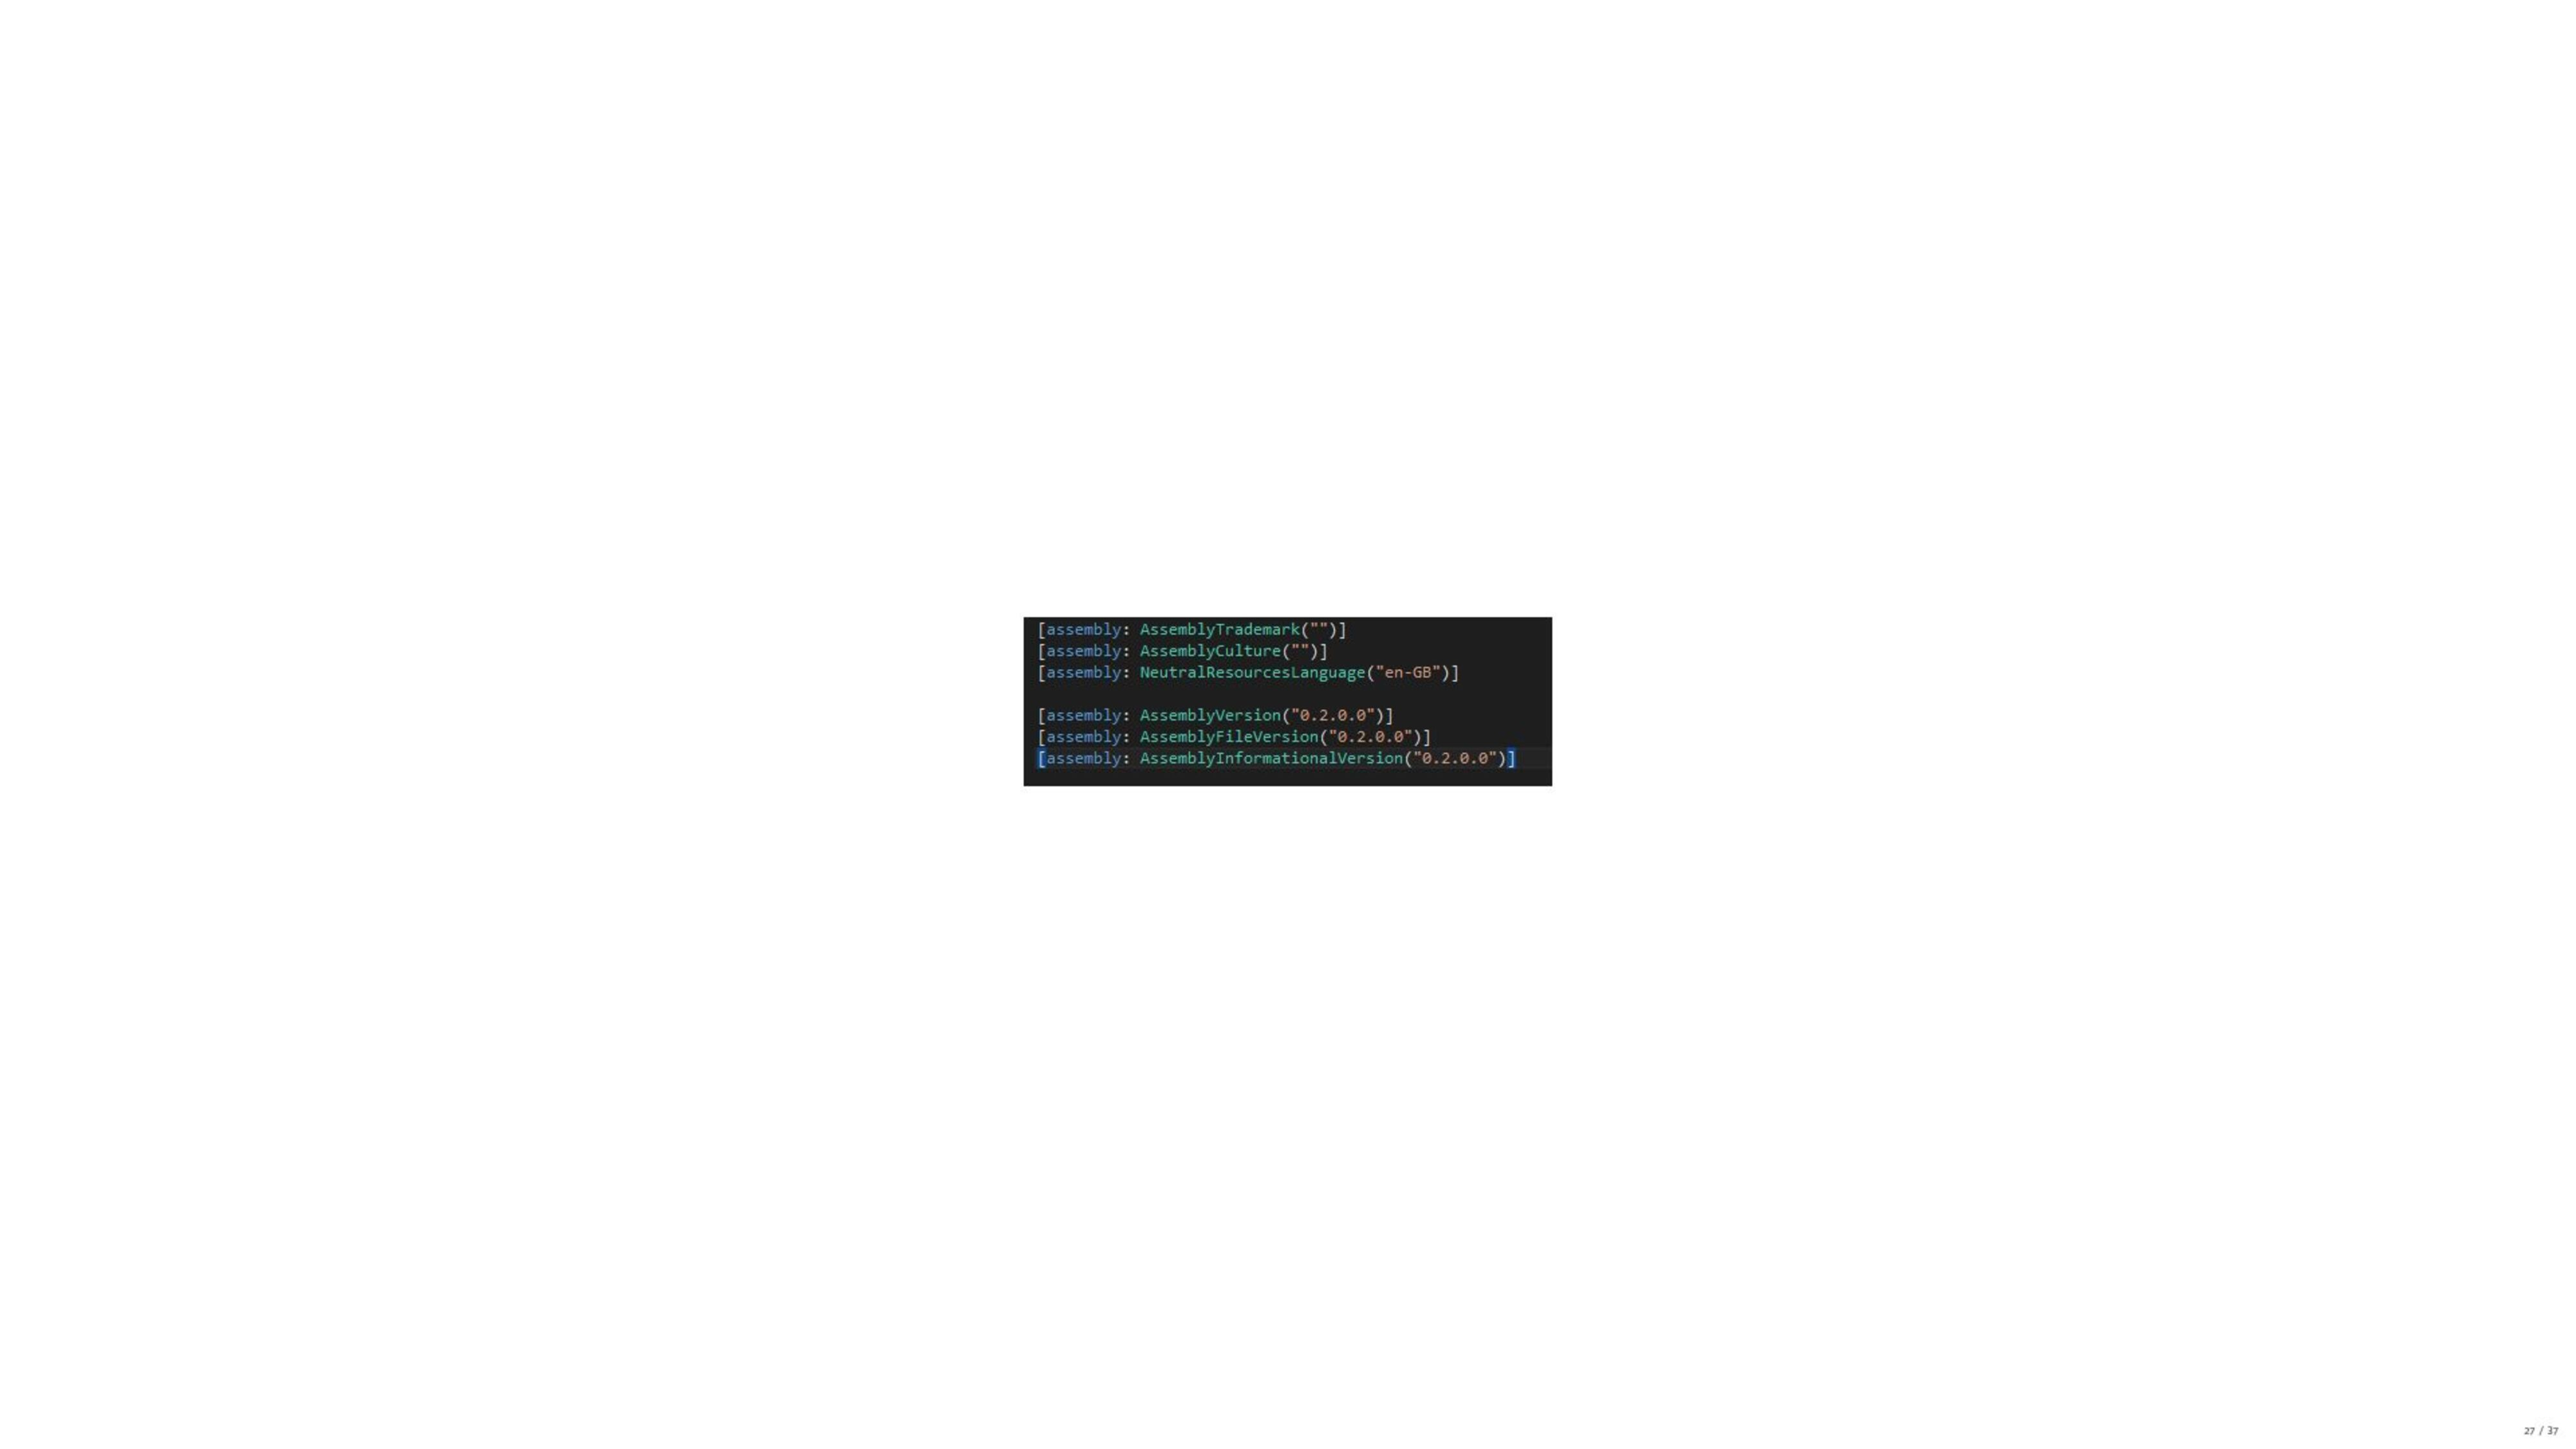 [assembly: AssemblyTrademark("")]
[assembly: AssemblyCulture("")]
[assembly: NeutralResourcesLanguage("en-GB")]
[assembly: AssemblyVersion("0.2.0.0")]
[assembly: AssemblyFileVersion("0.2.0.0")]
[assembly: AssemblyInformationalVersion("0.2.0.0")]
27 / 37